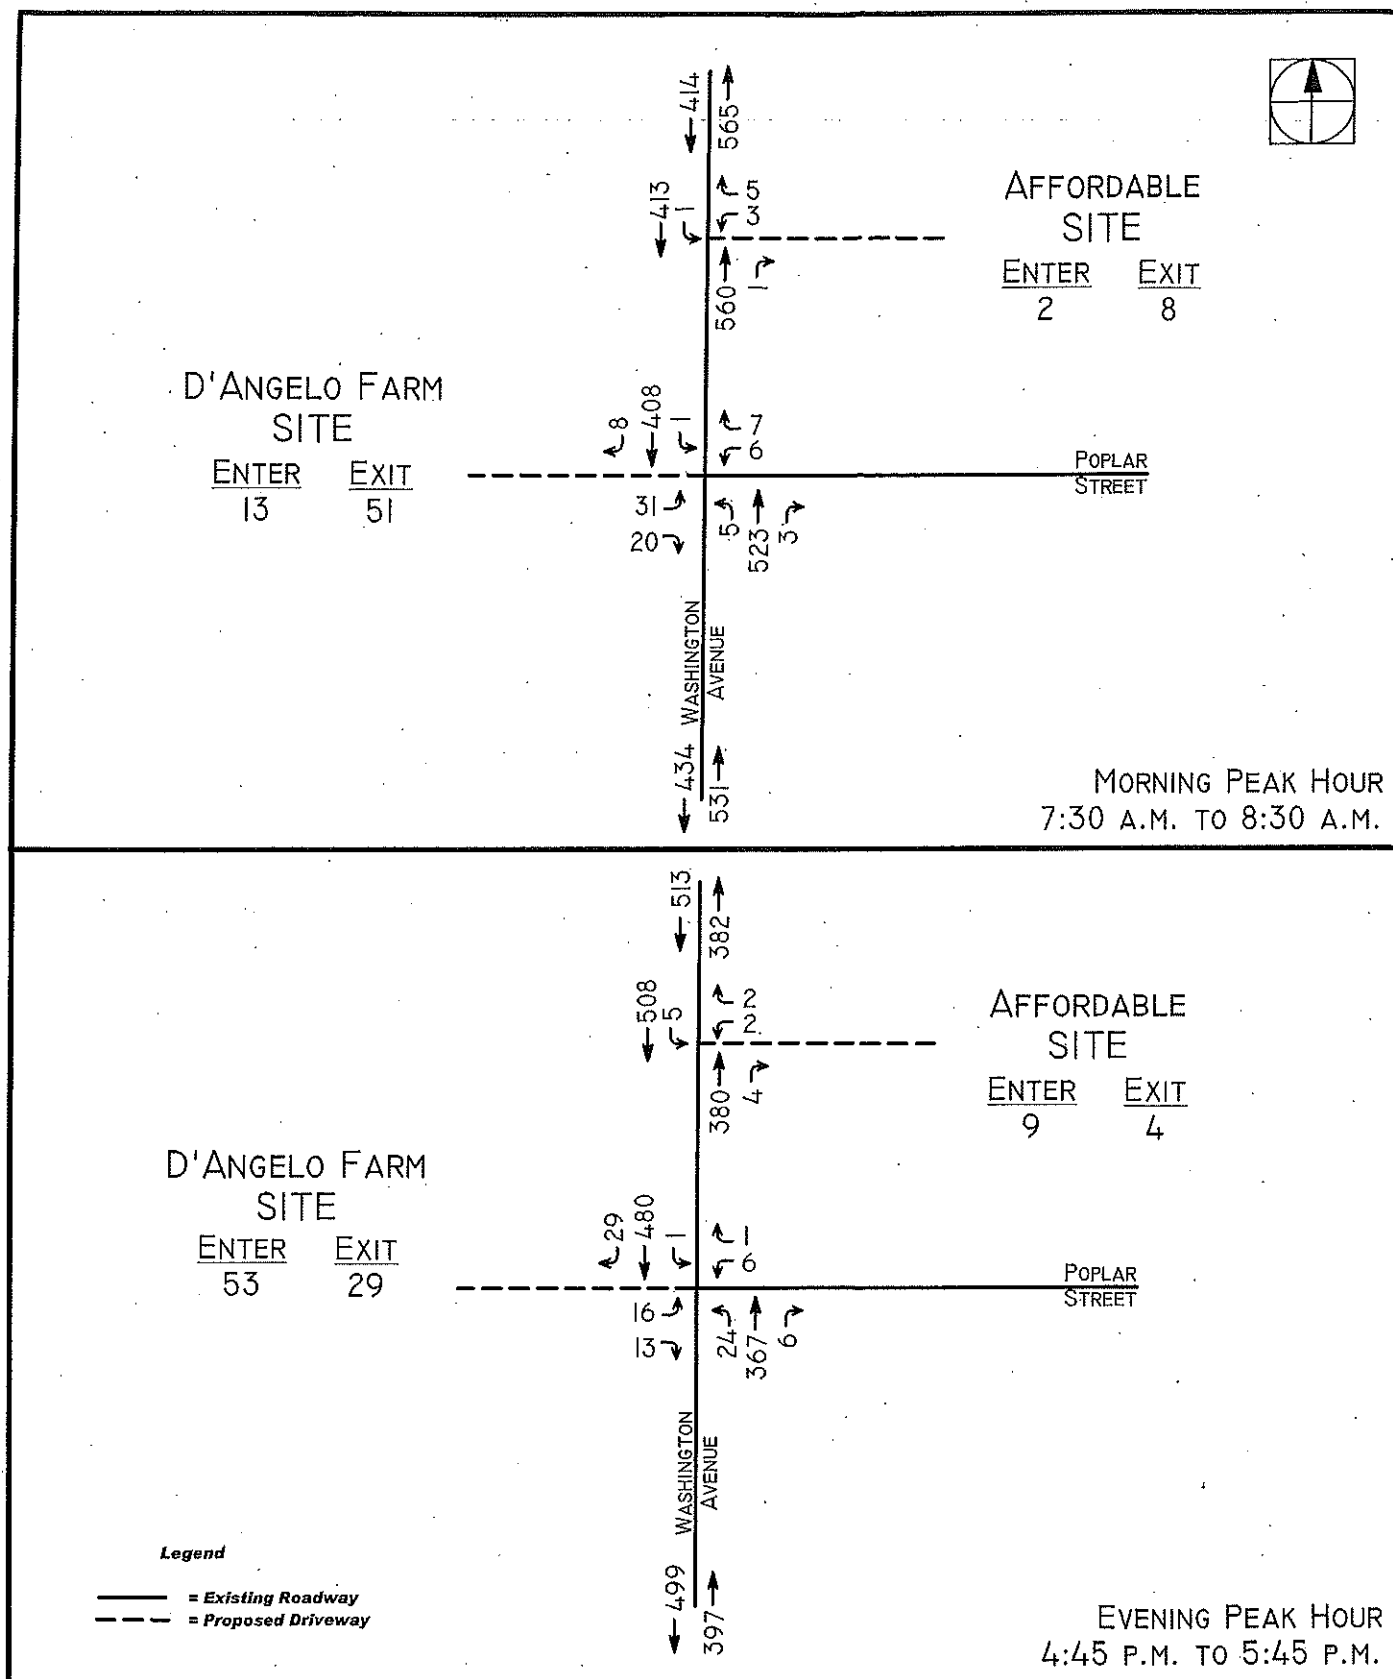 414
565
413
1
5
3
560
1
AFFORDABLE
SITE
ENTER EXIT
2 8
D'ANGELO FARM
SITE
ENTER EXIT
13 51
8
408
1
7
6
POPLAR
STREET
31
20
5
523
3
WASHINGTON
AVENUE
434
531
MORNING PEAK HOUR
7:30 A.M. TO 8:30 A.M.
513
382
508
5
2
2
380
4
AFFORDABLE
SITE
ENTER EXIT
9 4
D'ANGELO FARM
SITE
ENTER EXIT
53 29
29
480
1
1
6
POPLAR
STREET
16
13
24
367
6
WASHINGTON
AVENUE
499
397
Legend
= Existing Roadway
= Proposed Driveway
EVENING PEAK HOUR
4:45 P.M. TO 5:45 P.M.